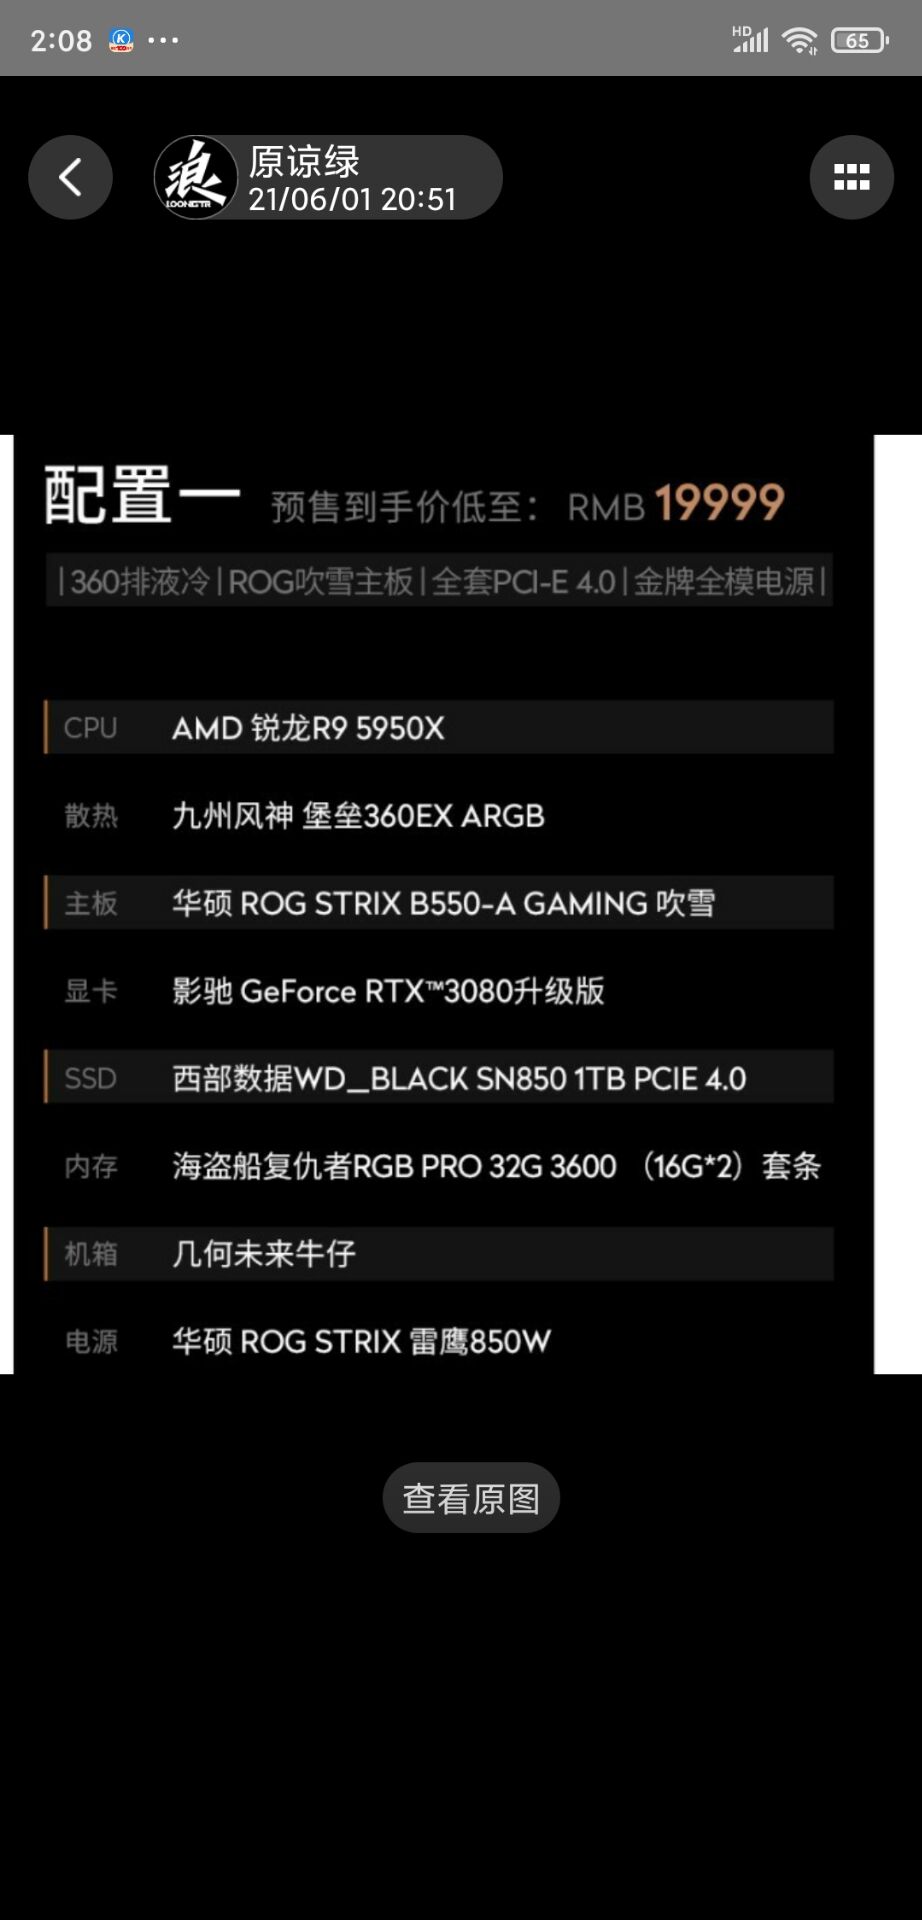 2:08
HD
65
原谅绿
21/06/01 20:51
浪
LOONGTR
配置一 预售到手价低至： RMB 19999
|360排液冷|ROG吹雪主板|全套PCI-E 4.0|金牌全模电源|
CPU AMD 锐龙R9 5950X
散热 九州风神 堡垒360EX ARGB
主板 华硕 ROG STRIX B550-A GAMING 吹雪
显卡 影驰 GeForce RTX™3080升级版
SSD 西部数据WD_BLACK SN850 1TB PCIE 4.0
内存 海盗船复仇者RGB PRO 32G 3600 （16G*2）套条
机箱 几何未来牛仔
电源 华硕 ROG STRIX 雷鹰850W
查看原图